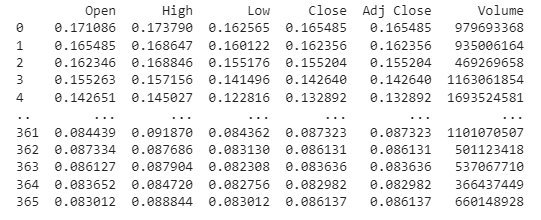 Open High Low Close Adj Close Volume
0 0.171086 0.173790 0.162565 0.165485 0.165485 979693368
1 0.165485 0.168647 0.160122 0.162356 0.162356 935006164
2 0.162346 0.168846 0.155176 0.155204 0.155204 469269658
3 0.155263 0.157156 0.141496 0.142640 0.142640 1163061854
4 0.142651 0.145027 0.122816 0.132892 0.132892 1693524581
.. ... ... ... ... ... ...
361 0.084439 0.091870 0.084362 0.087323 0.087323 1101070507
362 0.087334 0.087686 0.083130 0.086131 0.086131 501123418
363 0.086127 0.087904 0.082308 0.083636 0.083636 537067710
364 0.083652 0.084720 0.082756 0.082982 0.082982 366437449
365 0.083012 0.088844 0.083012 0.086137 0.086137 660148928